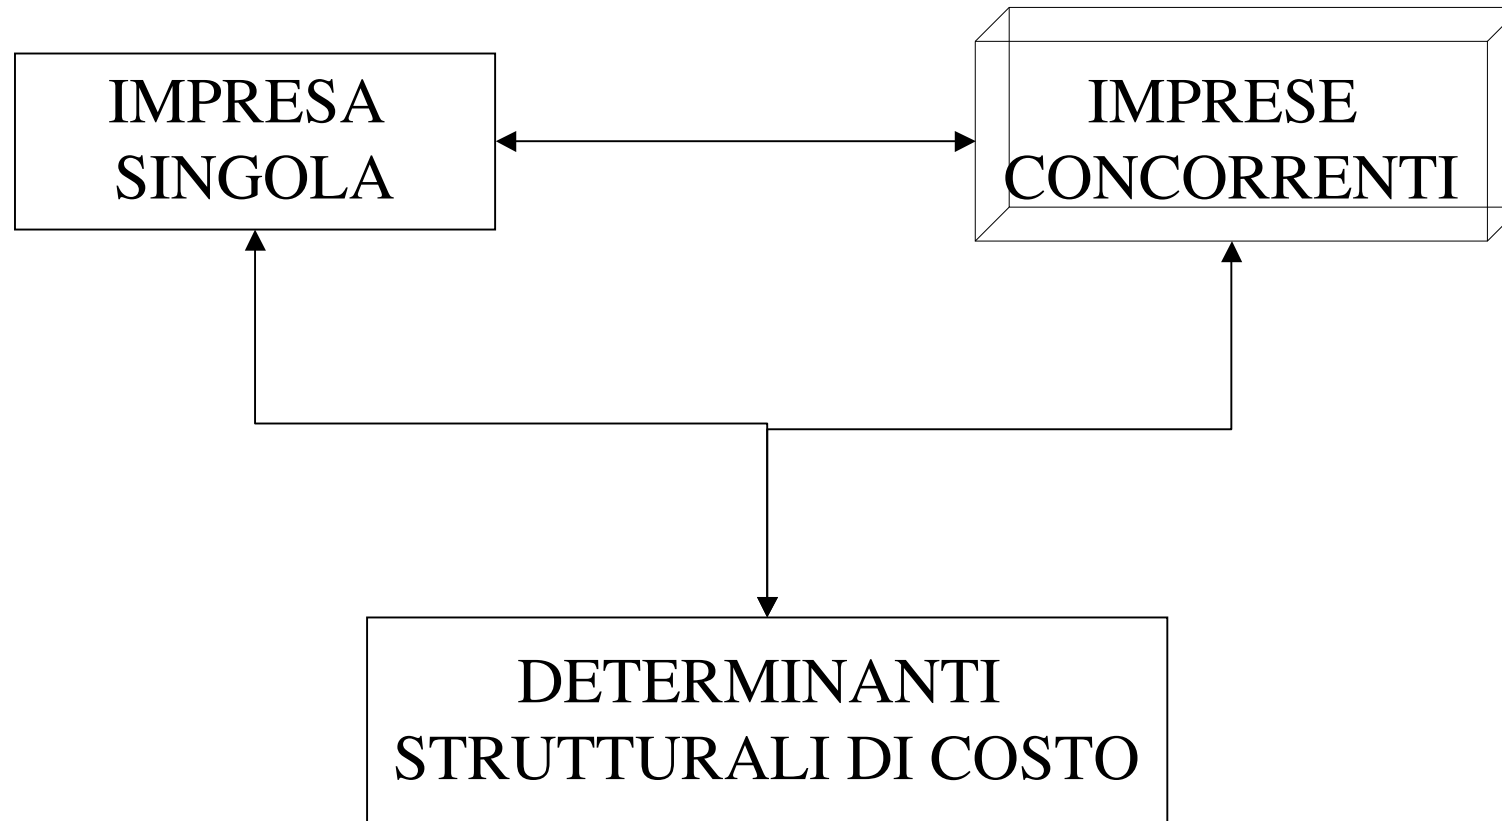 IMPRESA
SINGOLA
IMPRESE
CONCORRENTI
DETERMINANTI
STRUTTURALI DI COSTO